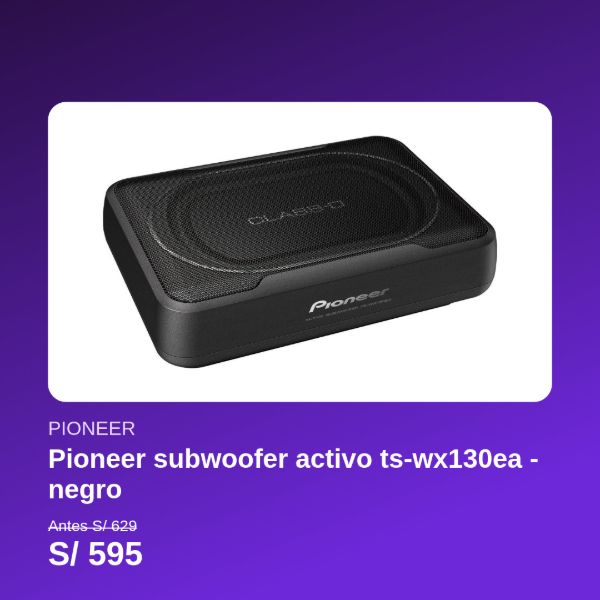 CLASS-D
Pioneer
PIONEER
Pioneer subwoofer activo ts-wx130ea -
negro
Antes S/ 629
S/ 595